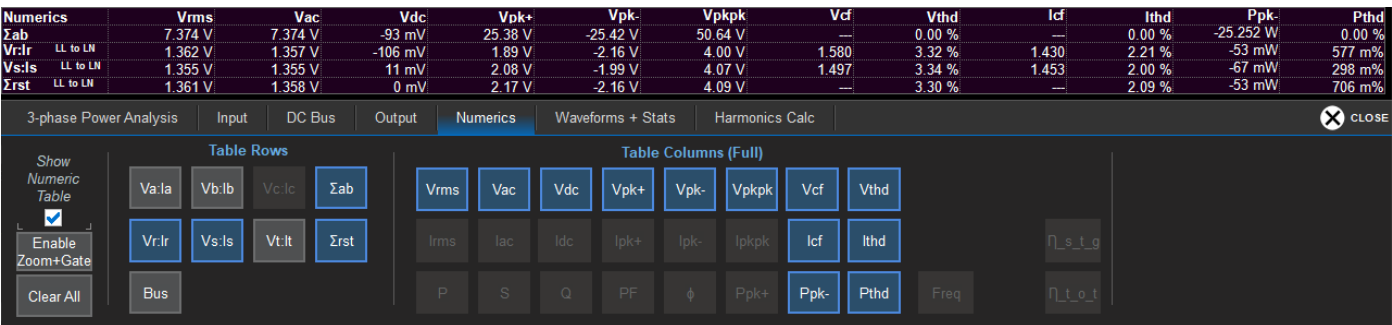 Numerics Vrms Vac Vdc Vpk+ Vpk- Vpkpk Vcf Vthd Icf Ithd Ppk- Pthd
Σab 7.374 V 7.374 V -93 mV 25.38 V -25.42 V 50.64 V --- 0.00 % --- 0.00 % -25.252 W 0.00 %
Vr:Ir LL to LN 1.362 V 1.357 V -106 mV 1.89 V -2.16 V 4.00 V 1.580 3.32 % 1.430 2.21 % -53 mW 577 m%
Vs:Is LL to LN 1.355 V 1.355 V 11 mV 2.08 V -1.99 V 4.07 V 1.497 3.34 % 1.453 2.00 % -67 mW 298 m%
Σrst LL to LN 1.361 V 1.358 V 0 mV 2.17 V -2.16 V 4.09 V --- 3.30 % --- 2.09 % -53 mW 706 m%
3-phase Power Analysis Input DC Bus Output Numerics Waveforms + Stats Harmonics Calc CLOSE
Show
Numeric
Table
Enable
Zoom+Gate
Clear All
Table Rows
Va:Ia Vb:Ib Vc:Ic Σab
Vr:Ir Vs:Is Vt:It Σrst
Bus
Table Columns (Full)
Vrms Vac Vdc Vpk+ Vpk- Vpkpk Vcf Vthd
Irms Iac Idc Ipk+ Ipk- Ipkpk Icf Ithd η_s_t_g
P S Q PF ϕ Ppk+ Ppk- Pthd Freq η_t_o_t